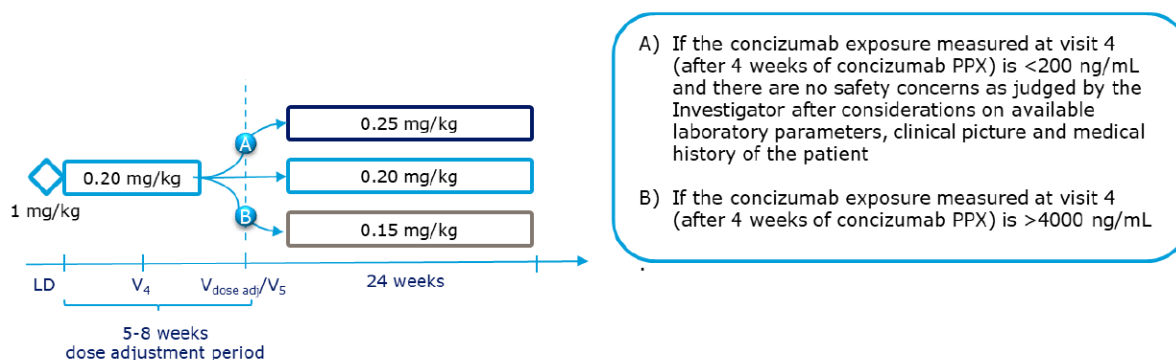 A) If the concizumab exposure measured at visit 4
(after 4 weeks of concizumab PPX) is <200 ng/mL
and there are no safety concerns as judged by the
Investigator after considerations on available
laboratory parameters, clinical picture and medical
history of the patient
B) If the concizumab exposure measured at visit 4
(after 4 weeks of concizumab PPX) is >4000 ng/mL
.
0.25 mg/kg
A
0.20 mg/kg
0.20 mg/kg
1 mg/kg
B
0.15 mg/kg
LD
V4
Vdose adj/V5
24 weeks
5-8 weeks
dose adjustment period